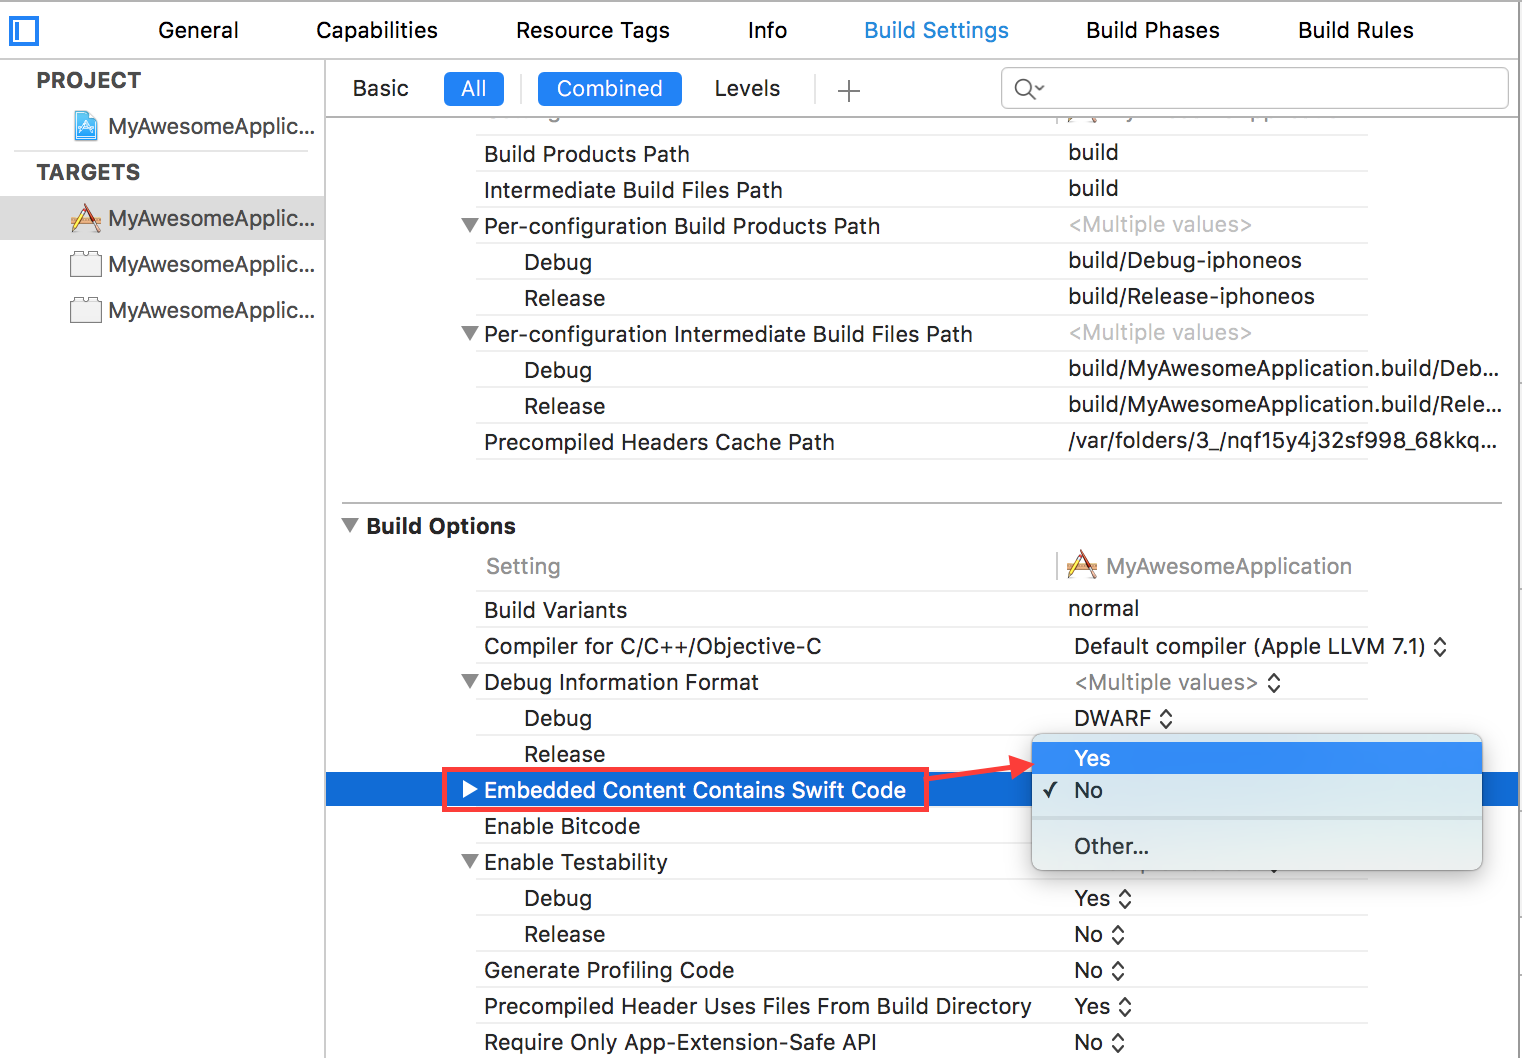 General Capabilities Resource Tags Info Build Settings Build Phases Build Rules
PROJECT
MyAwesomeApplic...
TARGETS
MyAwesomeApplic...
MyAwesomeApplic...
MyAwesomeApplic...
Basic All Combined Levels
Build Products Path build
Intermediate Build Files Path build
Per-configuration Build Products Path <Multiple values>
Debug build/Debug-iphoneos
Release build/Release-iphoneos
Per-configuration Intermediate Build Files Path <Multiple values>
Debug build/MyAwesomeApplication.build/Deb...
Release build/MyAwesomeApplication.build/Rele...
Precompiled Headers Cache Path /var/folders/3_/nqf15y4j32sf998_68kkq...
Build Options
Setting MyAwesomeApplication
Build Variants normal
Compiler for C/C++/Objective-C Default compiler (Apple LLVM 7.1)
Debug Information Format <Multiple values>
Debug DWARF
Release Yes
Embedded Content Contains Swift Code No
Enable Bitcode Other...
Enable Testability
Debug Yes
Release No
Generate Profiling Code No
Precompiled Header Uses Files From Build Directory Yes
Require Only App-Extension-Safe API No